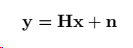 y = Hx + n